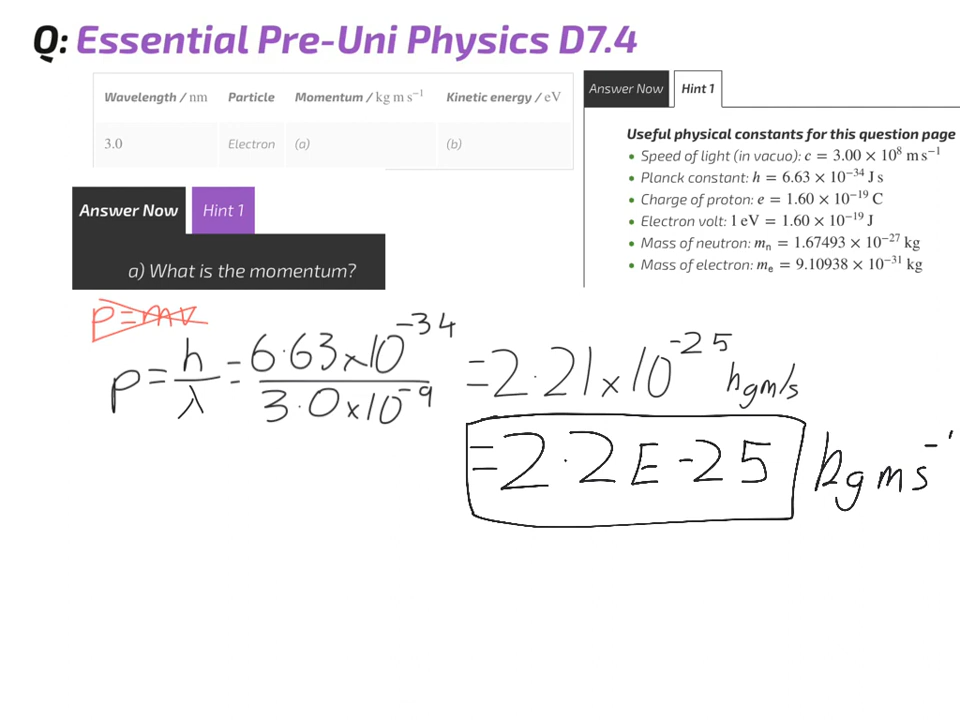 Q: Essential Pre-Uni Physics D7.4
Wavelength / nm Particle Momentum / kg m s⁻¹ Kinetic energy / eV
3.0 Electron (a) (b)
Answer Now Hint 1
a) What is the momentum?
Answer Now Hint 1
Useful physical constants for this question page
• Speed of light (in vacuo): c = 3.00 × 10⁸ m s⁻¹
• Planck constant: h = 6.63 × 10⁻³⁴ J s
• Charge of proton: e = 1.60 × 10⁻¹⁹ C
• Electron volt: 1 eV = 1.60 × 10⁻¹⁹ J
• Mass of neutron: mₙ = 1.67493 × 10⁻²⁷ kg
• Mass of electron: mₑ = 9.10938 × 10⁻³¹ kg
p=mv
p = h/λ = 6.63×10⁻³⁴/3.0×10⁻⁹ = 2.21×10⁻²⁵ kgm/s
= 2.2E-25 kgms⁻¹